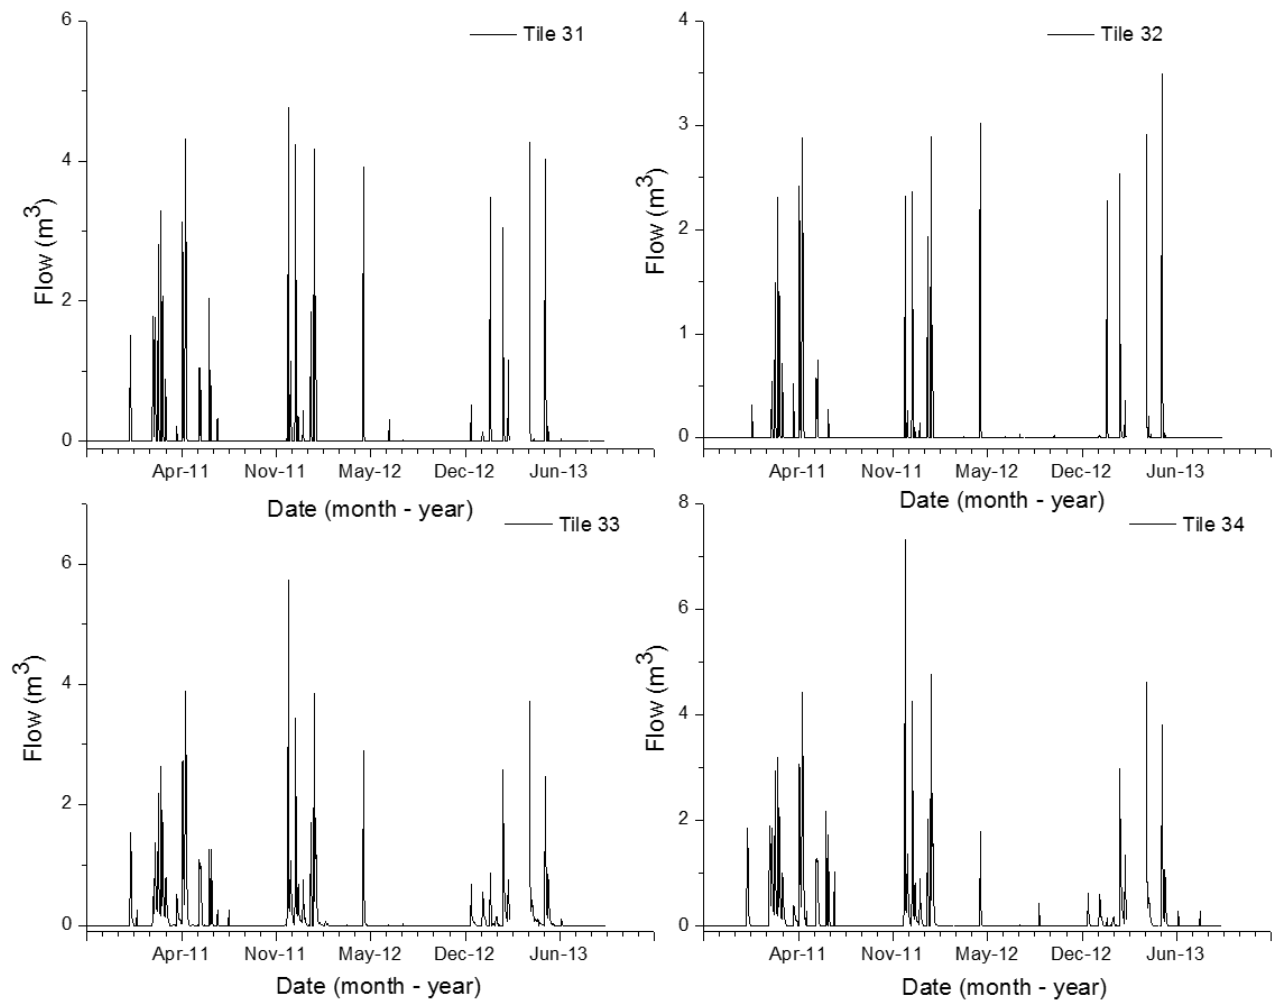 Tile 31
Flow (m³)
6
4
2
0
Apr-11 Nov-11 May-12 Dec-12 Jun-13
Date (month - year)
Tile 32
Flow (m³)
4
3
2
1
0
Apr-11 Nov-11 May-12 Dec-12 Jun-13
Date (month - year)
Tile 33
Flow (m³)
6
4
2
0
Apr-11 Nov-11 May-12 Dec-12 Jun-13
Date (month - year)
Tile 34
Flow (m³)
8
6
4
2
0
Apr-11 Nov-11 May-12 Dec-12 Jun-13
Date (month - year)